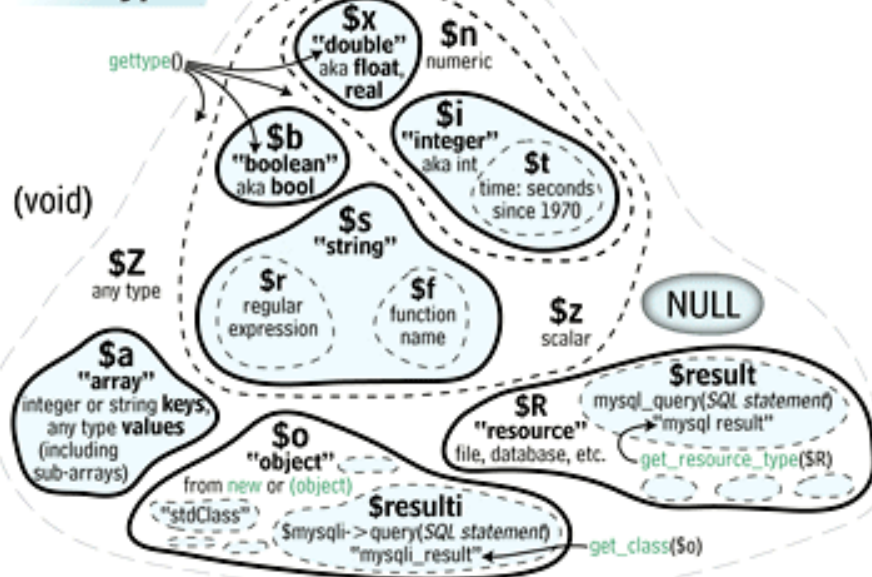 $x
"double"
aka float,
real
$n
numeric
gettype()
$i
"integer"
aka int
$t
time: seconds
since 1970
$b
"boolean"
aka bool
(void)
$s
"string"
$r
regular
expression
$f
function
name
$Z
any type
$z
scalar
NULL
$a
"array"
integer or string keys,
any type values
(including
sub-arrays)
$R
"resource"
file, database, etc.
$result
mysql_query(SQL statement)
"mysql result"
get_resource_type($R)
$o
"object"
from new or (object)
"stdClass"
$resulti
$mysqli->query(SQL statement)
"mysqli_result"
get_class($o)